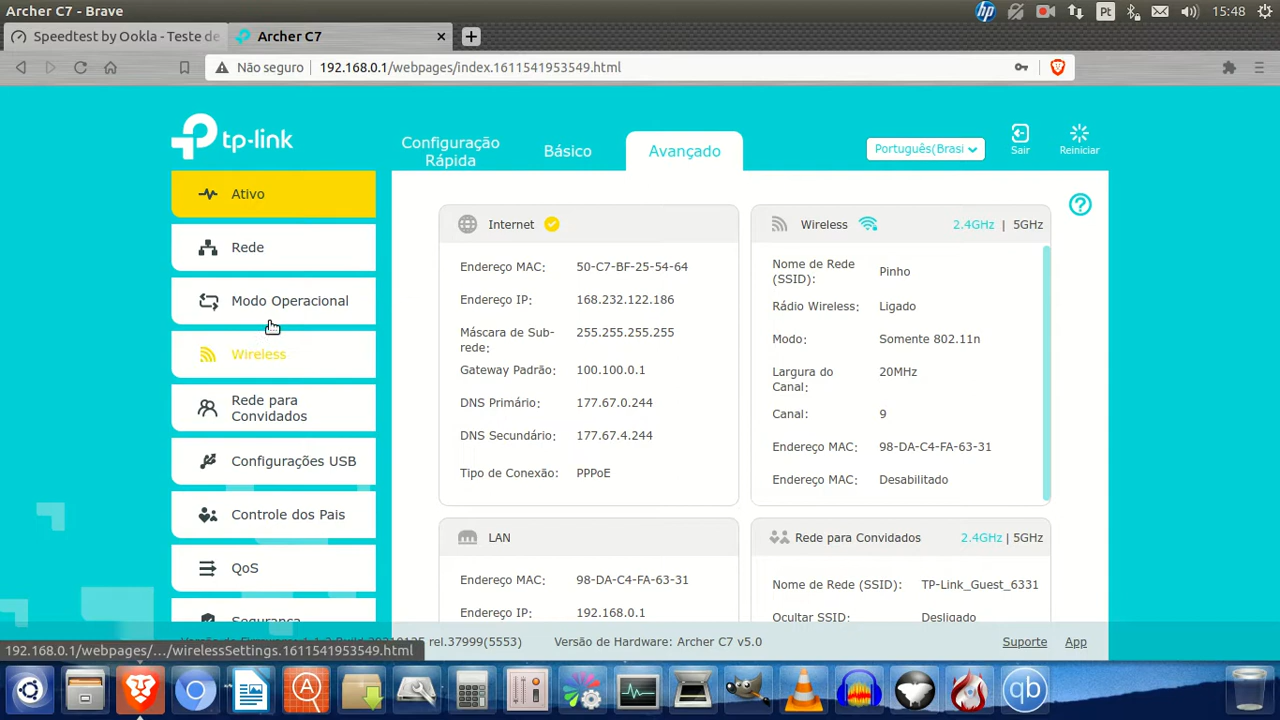 Archer C7 - Brave
hp
Pt
15:48
Speedtest by Ookla - Teste de
Archer C7
Não seguro
192.168.0.1/webpages/index.1611541953549.html
tp-link
Configuração
Rápida
Básico
Avançado
Português(Brasi
Sair
Reiniciar
Ativo
Rede
Modo Operacional
Wireless
Rede para
Convidados
Configurações USB
Controle dos Pais
QoS
Segurança
Internet
Endereço MAC: 50-C7-BF-25-54-64
Endereço IP: 168.232.122.186
Máscara de Sub-
rede: 255.255.255.255
Gateway Padrão: 100.100.0.1
DNS Primário: 177.67.0.244
DNS Secundário: 177.67.4.244
Tipo de Conexão: PPPoE
Wireless 2.4GHz | 5GHz
Nome de Rede
(SSID): Pinho
Rádio Wireless: Ligado
Modo: Somente 802.11n
Largura do
Canal: 20MHz
Canal: 9
Endereço MAC: 98-DA-C4-FA-63-31
Endereço MAC: Desabilitado
LAN
Endereço MAC: 98-DA-C4-FA-63-31
Endereço IP: 192.168.0.1
Rede para Convidados 2.4GHz | 5GHz
Nome de Rede (SSID): TP-Link_Guest_6331
Ocultar SSID: Desligado
rel.37999(5553)
Versão de Hardware: Archer C7 v5.0
Suporte
App
192.168.0.1/webpages/.../wirelessSettings.1611541953549.html
qb